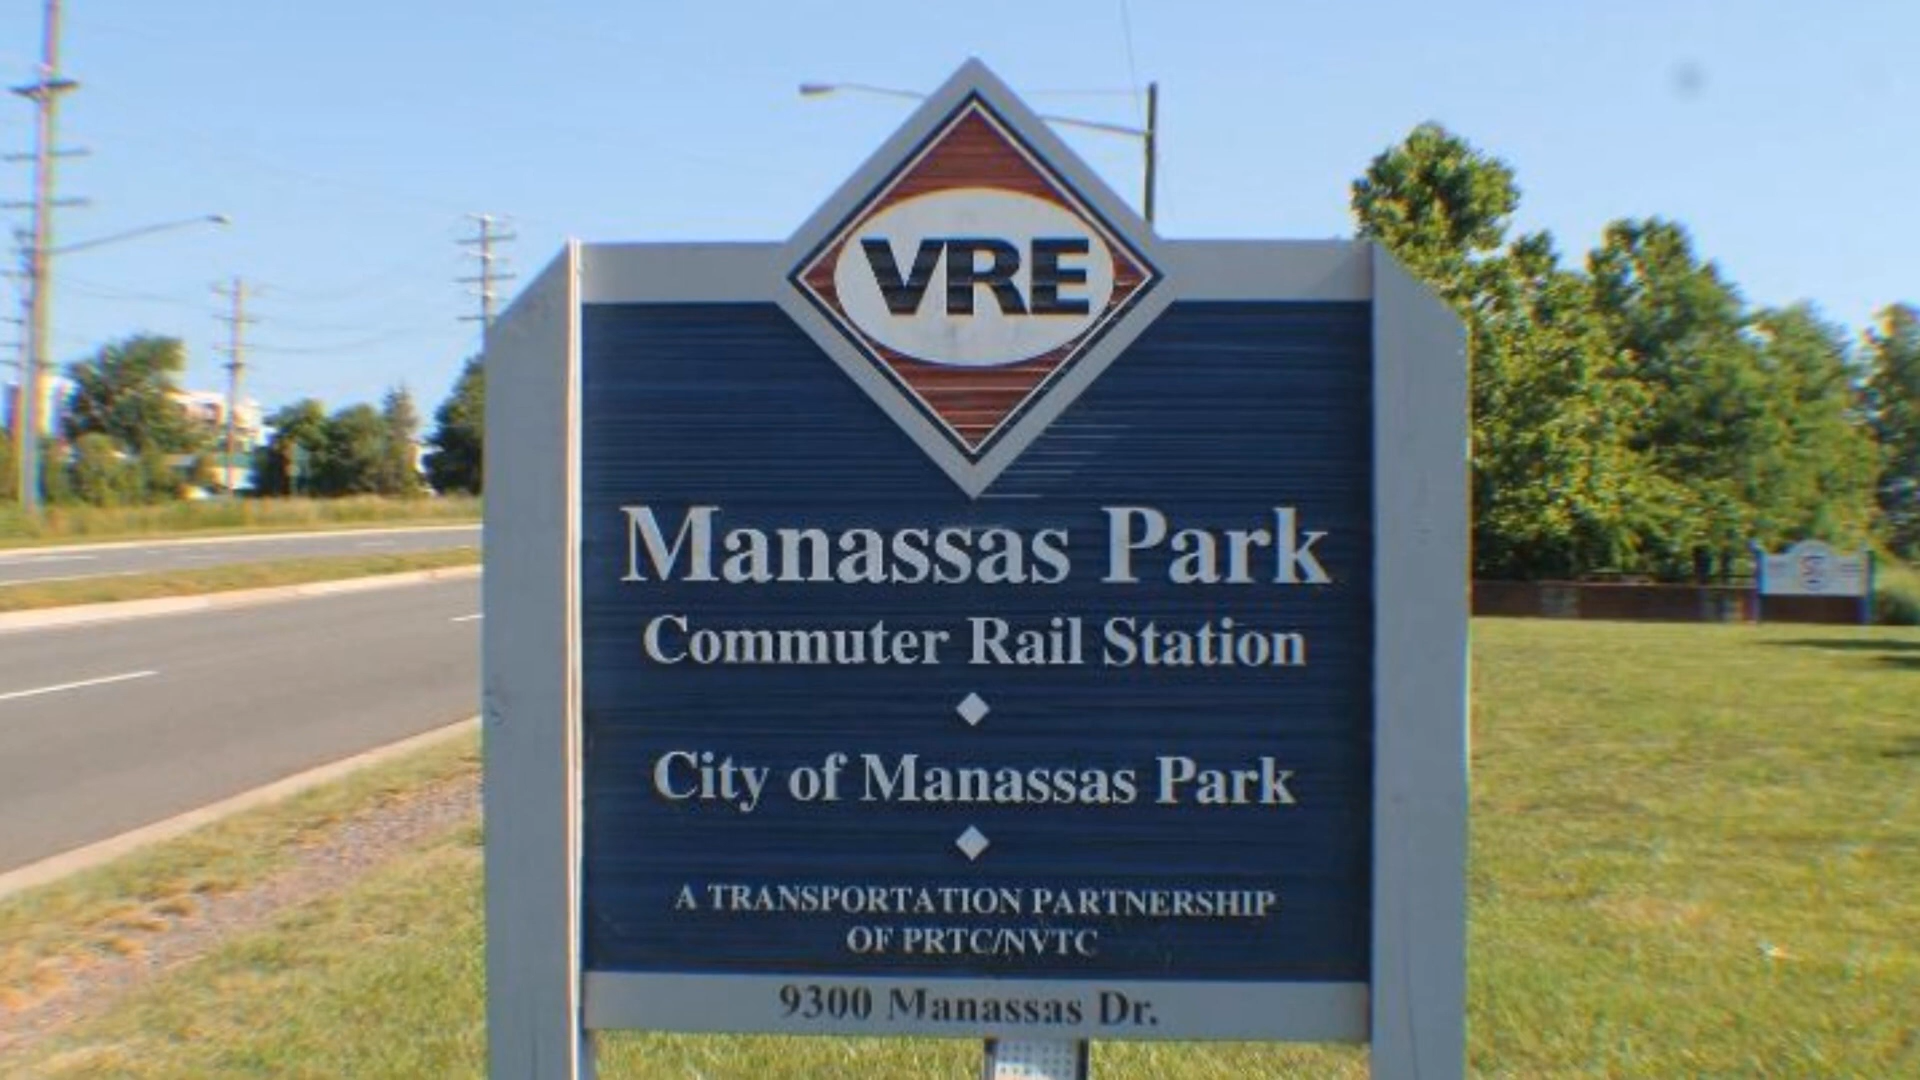 VRE
Manassas Park
Commuter Rail Station
City of Manassas Park
A TRANSPORTATION PARTNERSHIP
OF PRTC/NVTC
9300 Manassas Dr.